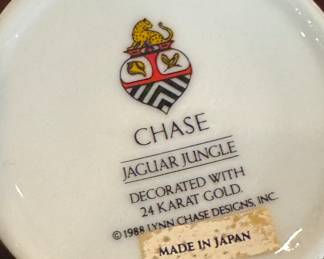 CHASE
JAGUAR JUNGLE
DECORATED WITH
24 KARAT GOLD.
©1988 LYNN CHASE DESIGNS, INC.
MADE IN JAPAN